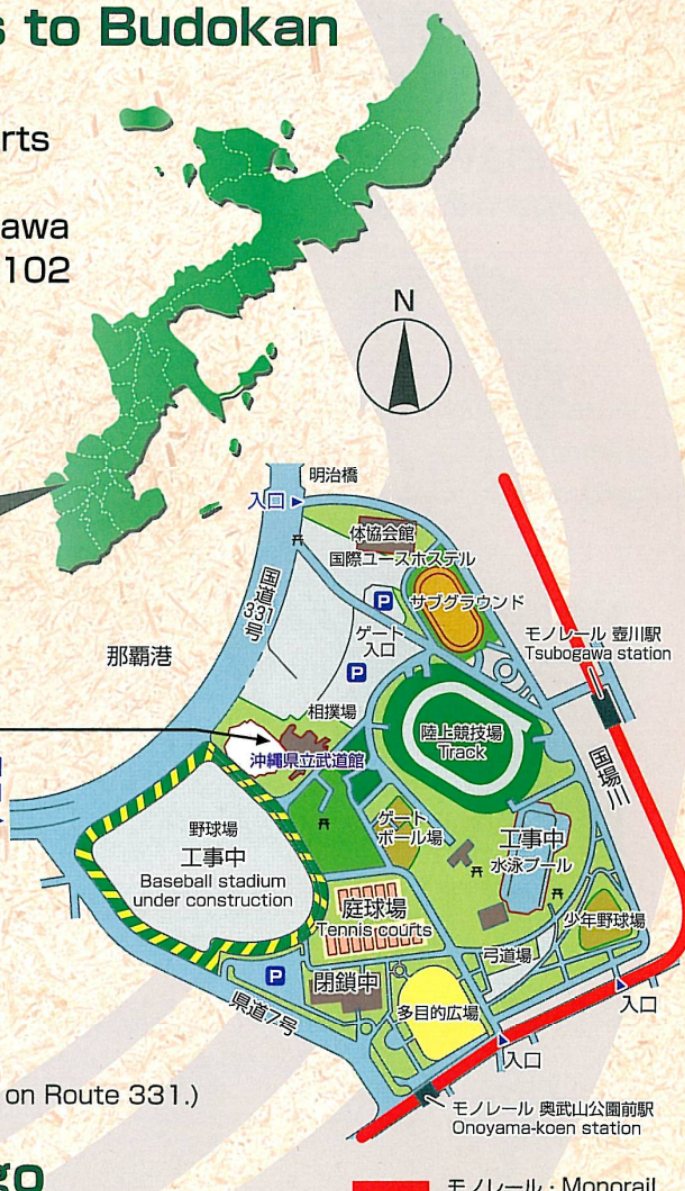 s to Budokan
rts
awa
102
N
明治橋
入口
体協会館
国際ユースホステル
国道331号
P
サブグラウンド
ゲート
入口
モノレール 壺川駅
Tsubogawa station
那覇港
P
相撲場
陸上競技場
Track
沖縄県立武道館
国場川
野球場
工事中
Baseball stadium
under construction
ゲート
ボール場
工事中
水泳プール
庭球場
Tennis courts
少年野球場
弓道場
P
閉鎖中
県道7号
多目的広場
入口
入口
on Route 331.)
モノレール 奥武山公園前駅
Onoyama-koen station
go
モノレール・Monorail